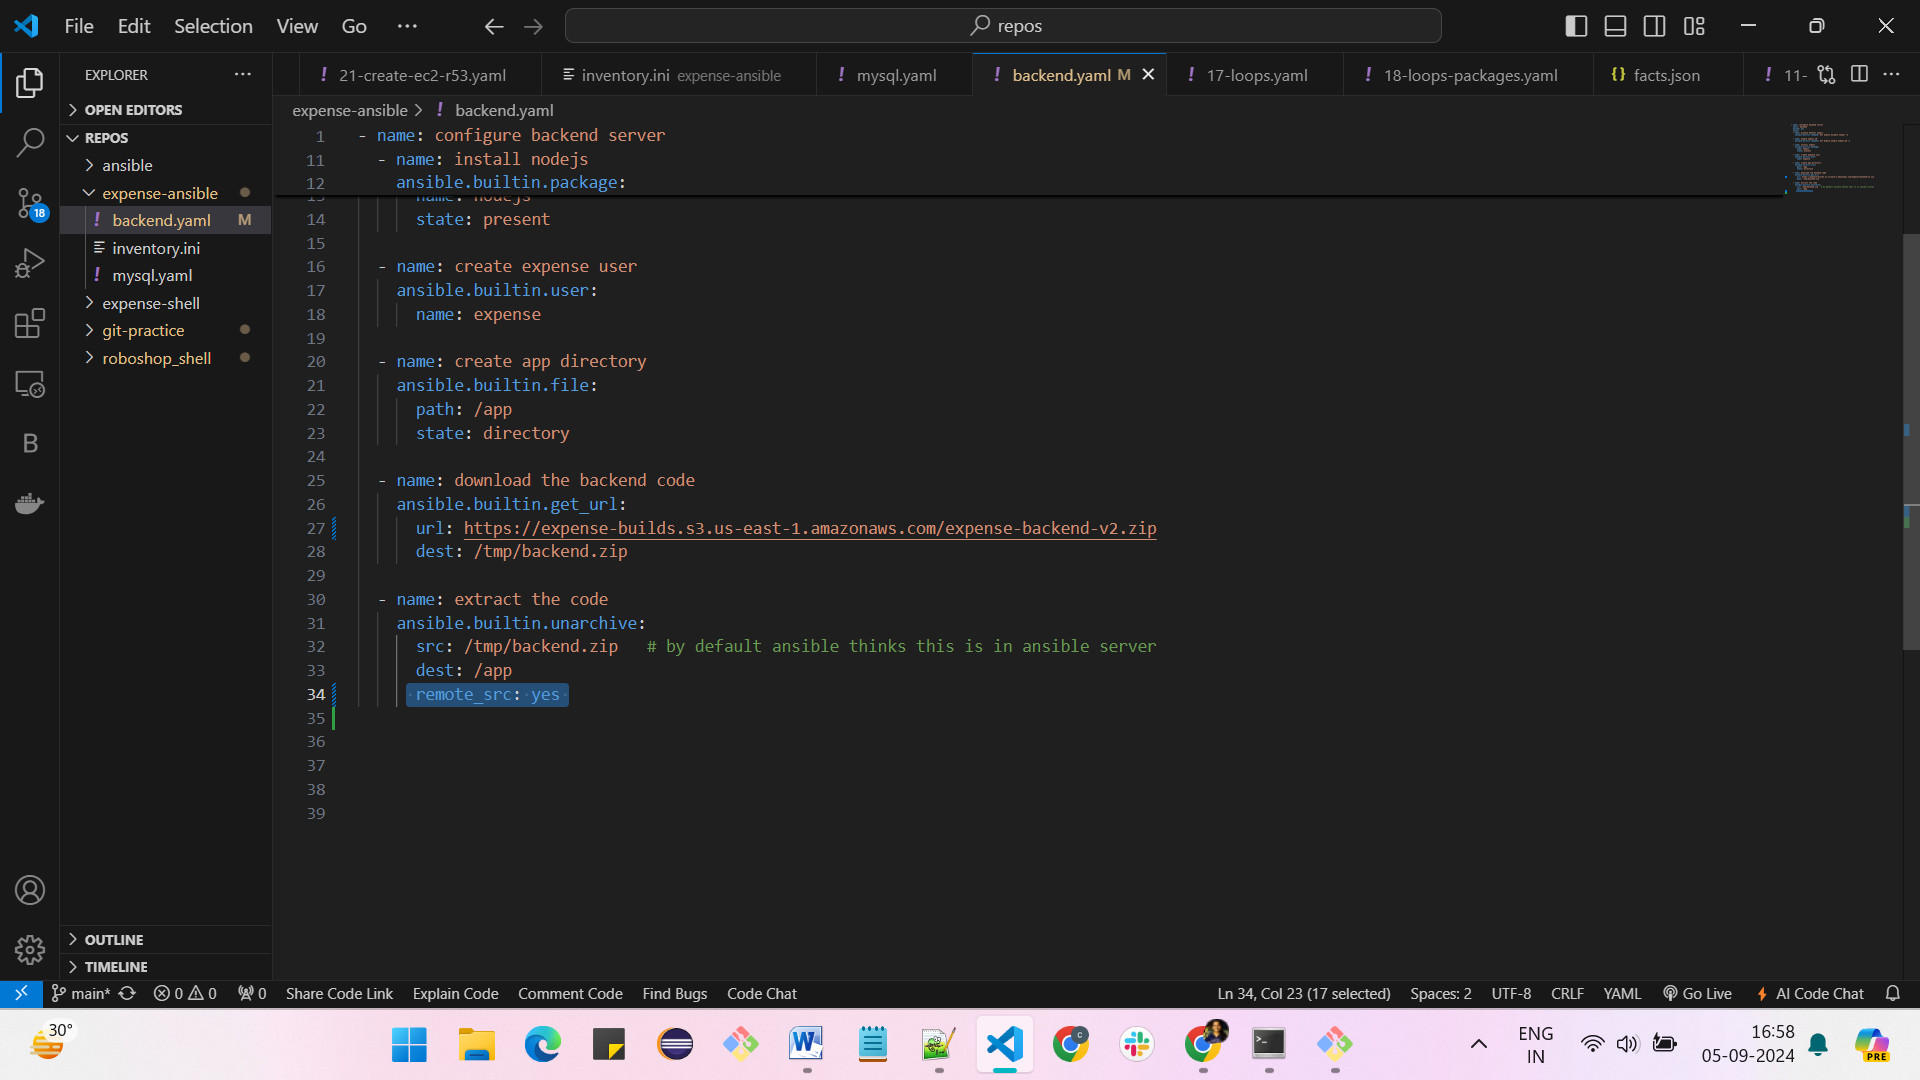 File Edit Selection View Go ···
repos
EXPLORER ···
OPEN EDITORS
REPOS
ansible
expense-ansible
! backend.yaml M
inventory.ini
! mysql.yaml
expense-shell
git-practice
roboshop_shell
OUTLINE
TIMELINE
18
B
! 21-create-ec2-r53.yaml
inventory.ini expense-ansible
! mysql.yaml
! backend.yaml M
! 17-loops.yaml
! 18-loops-packages.yaml
{} facts.json
! 11-
expense-ansible > ! backend.yaml
1 - name: configure backend server
11 - name: install nodejs
12 ansible.builtin.package:
13 name: nodejs
14 state: present
15
16 - name: create expense user
17 ansible.builtin.user:
18 name: expense
19
20 - name: create app directory
21 ansible.builtin.file:
22 path: /app
23 state: directory
24
25 - name: download the backend code
26 ansible.builtin.get_url:
27 url: https://expense-builds.s3.us-east-1.amazonaws.com/expense-backend-v2.zip
28 dest: /tmp/backend.zip
29
30 - name: extract the code
31 ansible.builtin.unarchive:
32 src: /tmp/backend.zip # by default ansible thinks this is in ansible server
33 dest: /app
34 remote_src: yes
35
36
37
38
39
main* 0 0 0 Share Code Link Explain Code Comment Code Find Bugs Code Chat Ln 34, Col 23 (17 selected) Spaces: 2 UTF-8 CRLF YAML Go Live AI Code Chat
30°
ENG
IN
16:58
05-09-2024
PRE